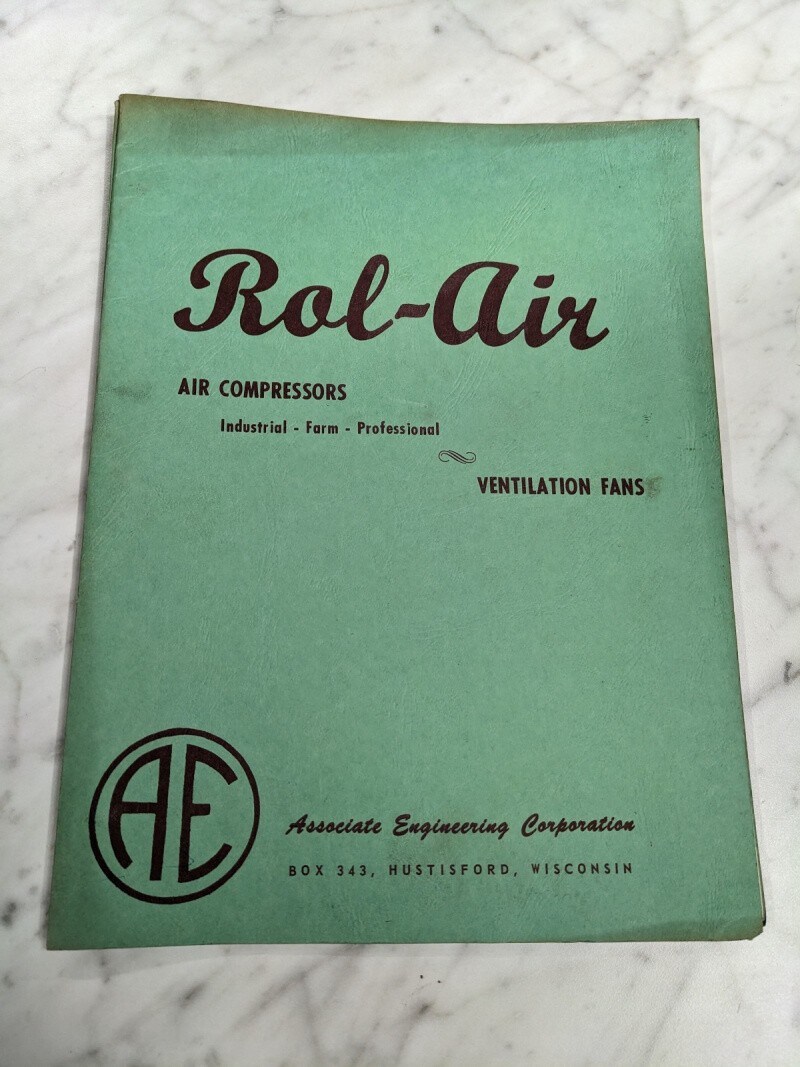 Rol-Air
AIR COMPRESSORS
Industrial - Farm - Professional
VENTILATION FANS
AE
Associate Engineering Corporation
BOX 343, HUSTISFORD, WISCONSIN